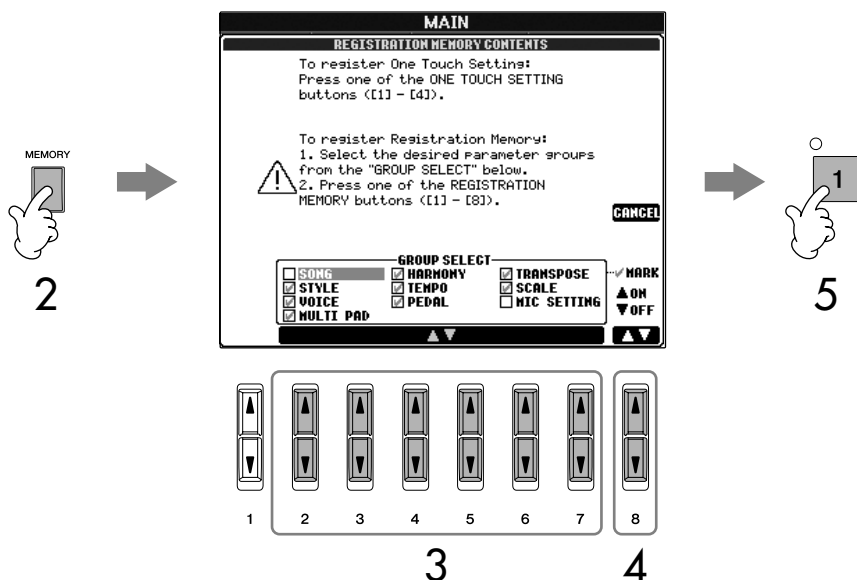 MAIN
REGISTRATION MEMORY CONTENTS
To register One Touch Setting:
Press one of the ONE TOUCH SETTING
buttons ([1] - [4]).
To register Registration Memory:
1. Select the desired parameter groups
from the "GROUP SELECT" below.
2. Press one of the REGISTRATION
MEMORY buttons ([1] - [8]).
CANCEL
GROUP SELECT
SONG HARMONY TRANSPOSE
STYLE TEMPO SCALE
VOICE PEDAL MIC SETTING
MULTI PAD
MARK
▲ON
▼OFF
▲▼ ▲▼
MEMORY
2
1
5
1 2 3 4 5 6 7 8
3 4